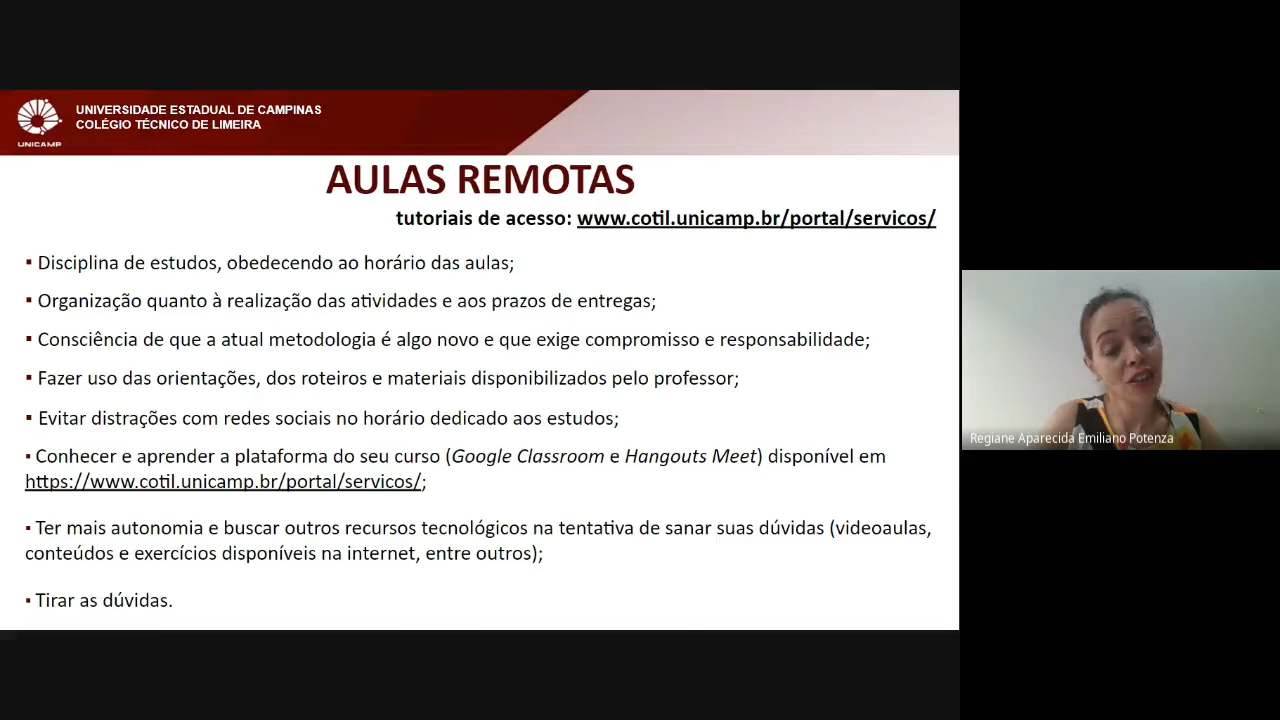 UNIVERSIDADE ESTADUAL DE CAMPINAS
COLÉGIO TÉCNICO DE LIMEIRA
UNICAMP
AULAS REMOTAS
tutoriais de acesso: www.cotil.unicamp.br/portal/servicos/
▪ Disciplina de estudos, obedecendo ao horário das aulas;
▪ Organização quanto à realização das atividades e aos prazos de entregas;
▪ Consciência de que a atual metodologia é algo novo e que exige compromisso e responsabilidade;
▪ Fazer uso das orientações, dos roteiros e materiais disponibilizados pelo professor;
▪ Evitar distrações com redes sociais no horário dedicado aos estudos;
▪ Conhecer e aprender a plataforma do seu curso (Google Classroom e Hangouts Meet) disponível em
https://www.cotil.unicamp.br/portal/servicos/;
▪ Ter mais autonomia e buscar outros recursos tecnológicos na tentativa de sanar suas dúvidas (videoaulas,
conteúdos e exercícios disponíveis na internet, entre outros);
▪ Tirar as dúvidas.
Regiane Aparecida Emiliano Potenza